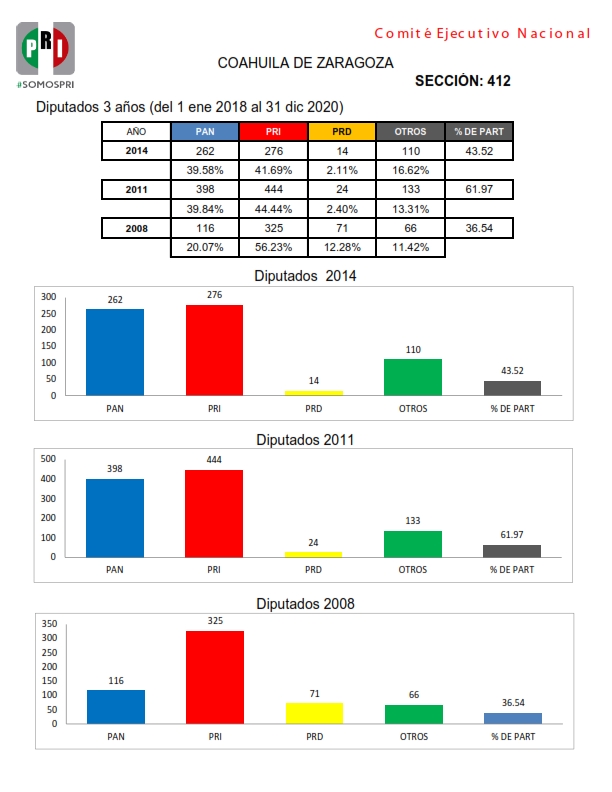 PRI
#SOMOSPRI
Comité Ejecutivo Nacional
COAHUILA DE ZARAGOZA
SECCIÓN: 412
Diputados 3 años (del 1 ene 2018 al 31 dic 2020)
AÑO PAN PRI PRD OTROS % DE PART
2014 262 276 14 110 43.52
39.58% 41.69% 2.11% 16.62%
2011 398 444 24 133 61.97
39.84% 44.44% 2.40% 13.31%
2008 116 325 71 66 36.54
20.07% 56.23% 12.28% 11.42%
Diputados 2014
300
250
200
150
100
50
0
262
276
14
110
43.52
PAN PRI PRD OTROS % DE PART
Diputados 2011
500
400
300
200
100
0
398
444
24
133
61.97
PAN PRI PRD OTROS % DE PART
Diputados 2008
350
300
250
200
150
100
50
0
116
325
71
66
36.54
PAN PRI PRD OTROS % DE PART